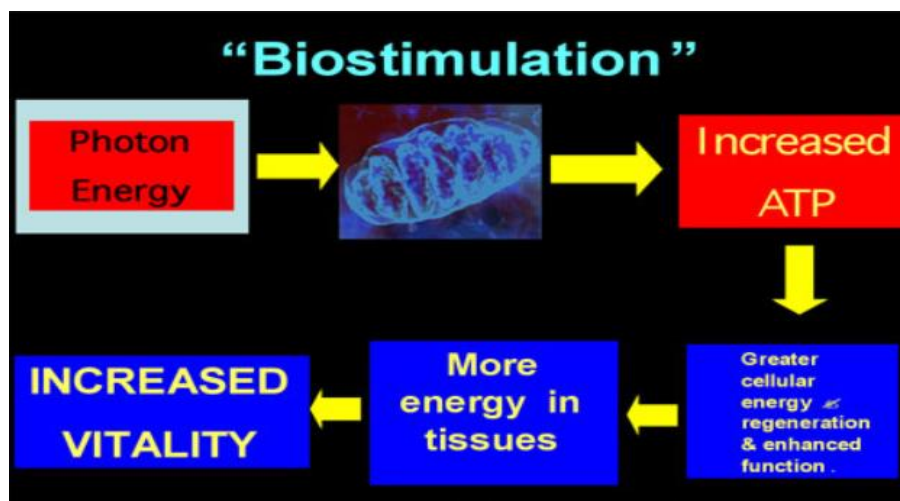 “Biostimulation”
Photon
Energy
Increased
ATP
Greater
cellular
energy
regeneration
& enhanced
function .
More
energy in
tissues
INCREASED
VITALITY